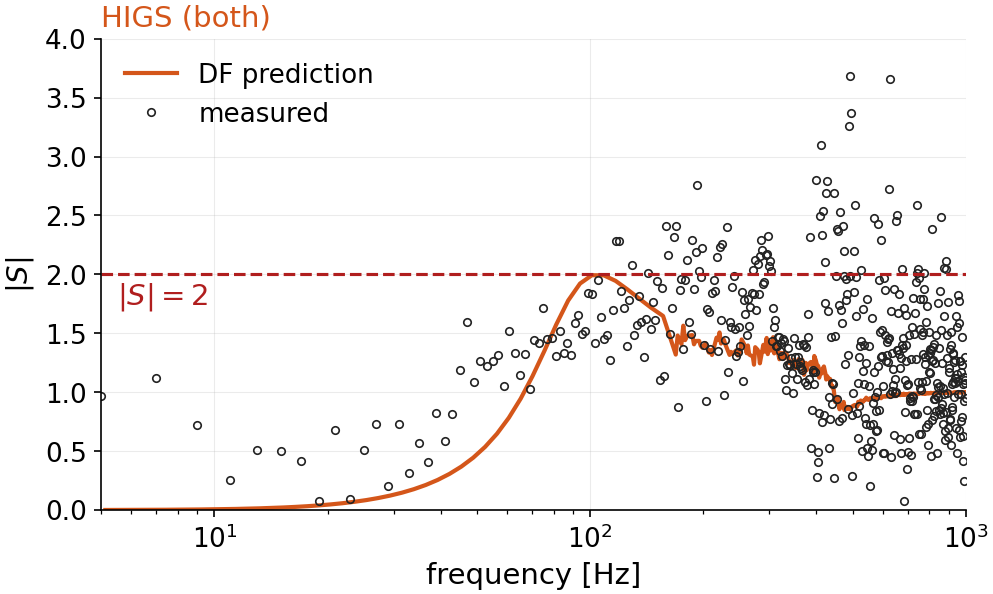 HIGS (both)
4.0
3.5
3.0
2.5
2.0
1.5
1.0
0.5
0.0
|S|
DF prediction
measured
|S| = 2
10¹
10²
10³
frequency [Hz]